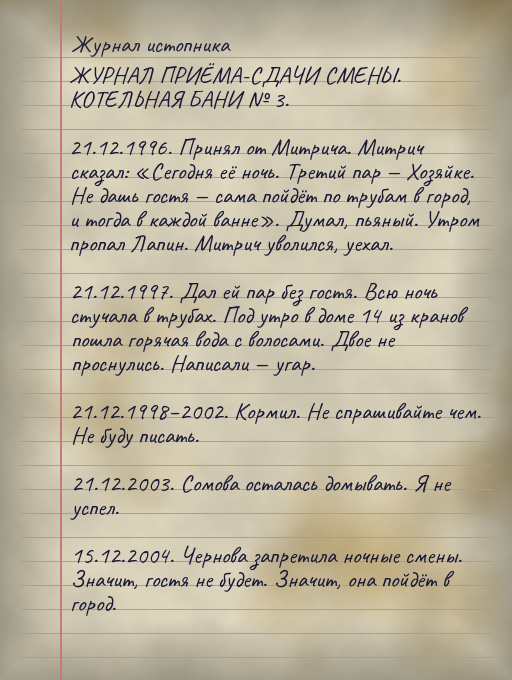 Журнал истопника
ЖУРНАЛ ПРИЁМА-СДАЧИ СМЕНЫ.
КОТЕЛЬНАЯ БАНИ № 3.
21.12.1996. Принял от Митрича. Митрич
сказал: «Сегодня её ночь. Третий пар — Хозяйке.
Не дашь гостя — сама пойдёт по трубам в город,
и тогда в каждой ванне». Думал, пьяный. Утром
пропал Лапин. Митрич уволился, уехал.
21.12.1997. Дал ей пар без гостя. Всю ночь
стучала в трубах. Под утро в доме 14 из кранов
пошла горячая вода с волосами. Двое не
проснулись. Написали — угар.
21.12.1998–2002. Кормил. Не спрашивайте чем.
Не буду писать.
21.12.2003. Сомова осталась домывать. Я не
успел.
15.12.2004. Чернова запретила ночные смены.
Значит, гостя не будет. Значит, она пойдёт в
город.